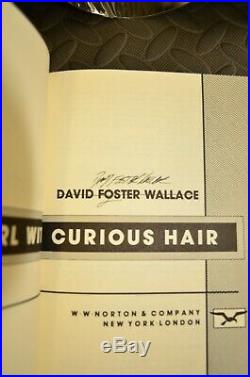 DAVID FOSTER WALLACE
RL WI CURIOUS HAIR
W·W·NORTON & COMPANY
NEW YORK LONDON